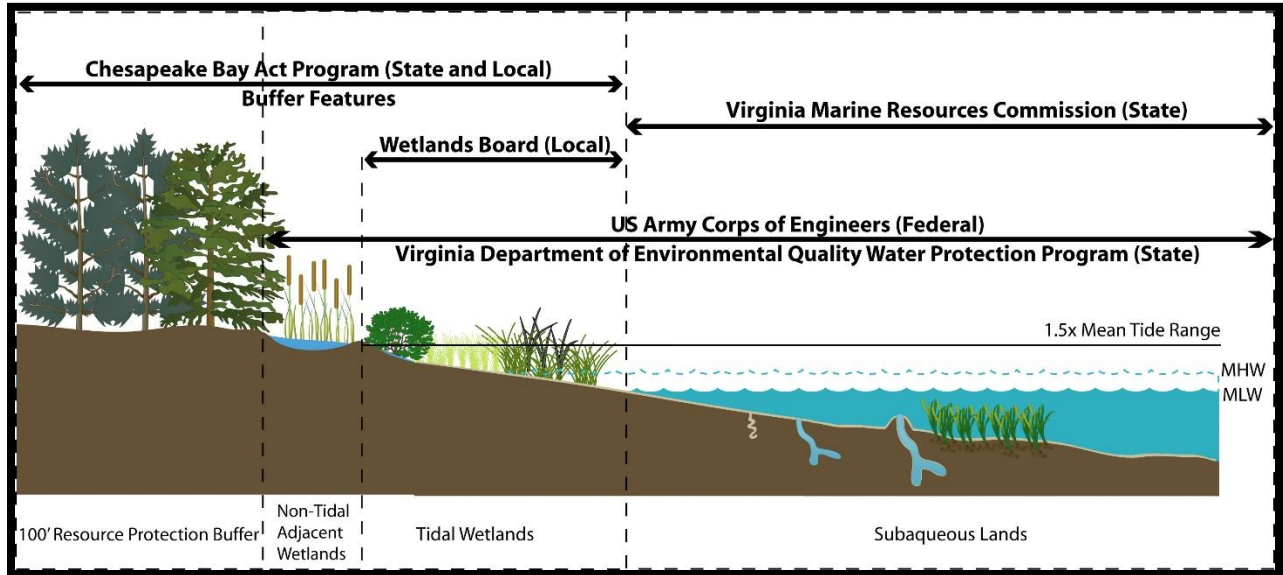 Chesapeake Bay Act Program (State and Local)
Buffer Features
Virginia Marine Resources Commission (State)
Wetlands Board (Local)
US Army Corps of Engineers (Federal)
Virginia Department of Environmental Quality Water Protection Program (State)
1.5x Mean Tide Range
MHW
MLW
100' Resource Protection Buffer
Non-Tidal
Adjacent
Wetlands
Tidal Wetlands
Subaqueous Lands